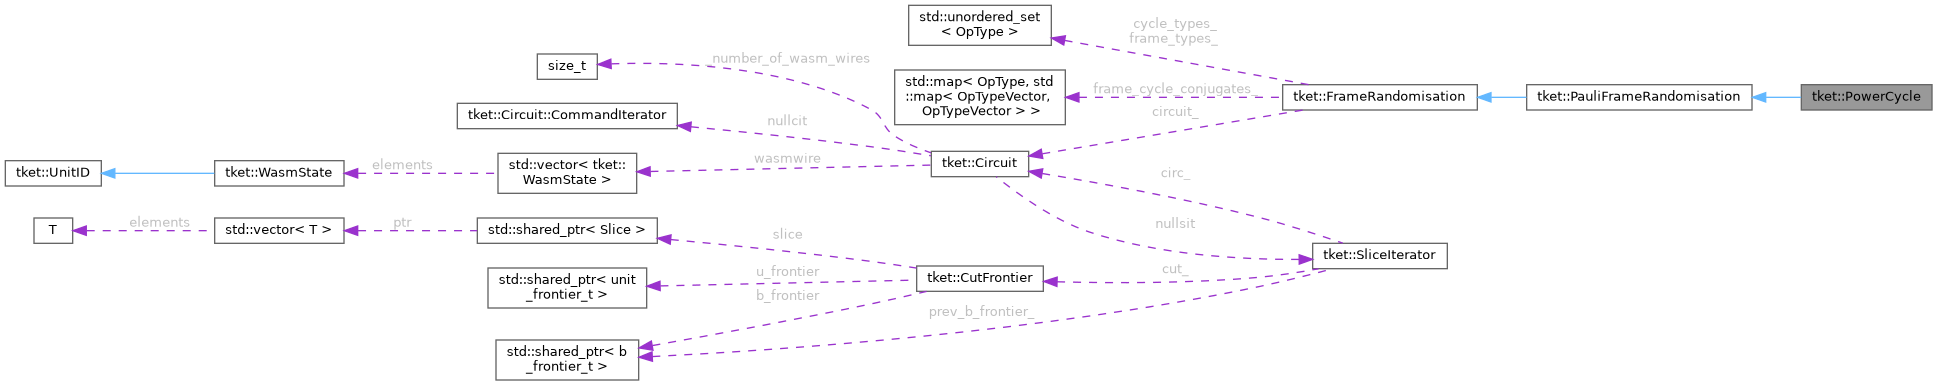 std::unordered_set
< OpType >
cycle_types_
frame_types_
size_t
number_of_wasm_wires
std::map< OpType, std
::map< OpTypeVector,
OpTypeVector > >
frame_cycle_conjugates_
tket::FrameRandomisation
tket::PauliFrameRandomisation
tket::PowerCycle
tket::Circuit::CommandIterator
nullcit
circuit_
tket::UnitID
tket::WasmState
elements
std::vector< tket::
WasmState >
wasmwire
tket::Circuit
circ_
T
elements
std::vector< T >
ptr
std::shared_ptr< Slice >
slice
nullsit
tket::SliceIterator
std::shared_ptr< unit
_frontier_t >
u_frontier
tket::CutFrontier
cut_
b_frontier
prev_b_frontier_
std::shared_ptr< b
_frontier_t >